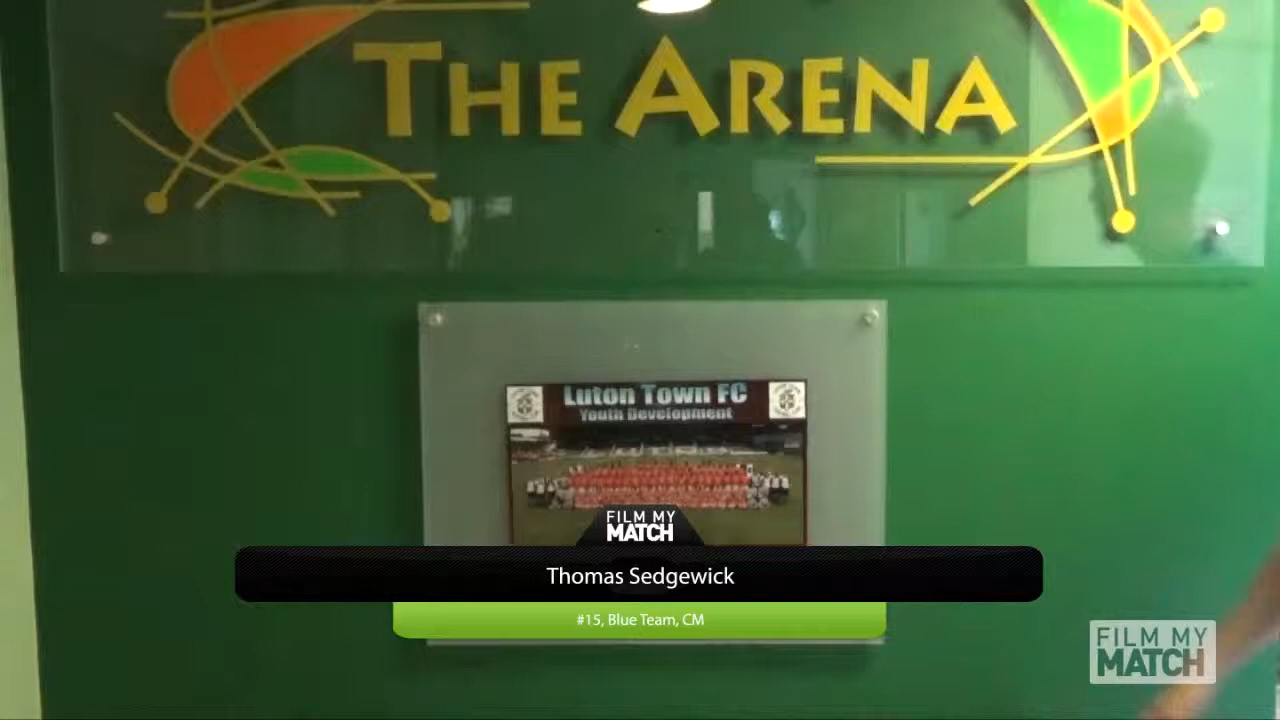 THE ARENA
LUTON TOWN FC
Youth Development
FILM MY
MATCH
Thomas Sedgewick
#15, Blue Team, CM
FILM MY
MATCH